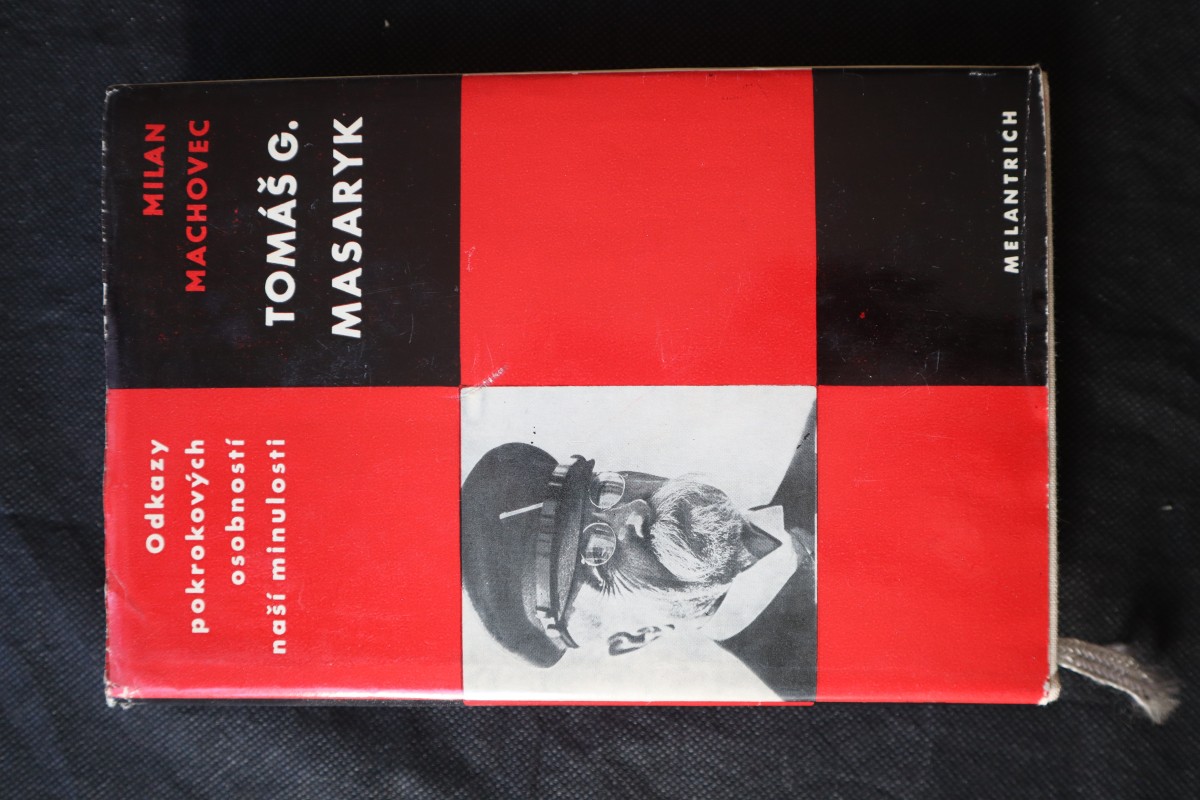 Odkazy
pokrokových
osobností
naší minulosti
MILAN
MACHOVEC
TOMÁŠ G.
MASARYK
MELANTRICH